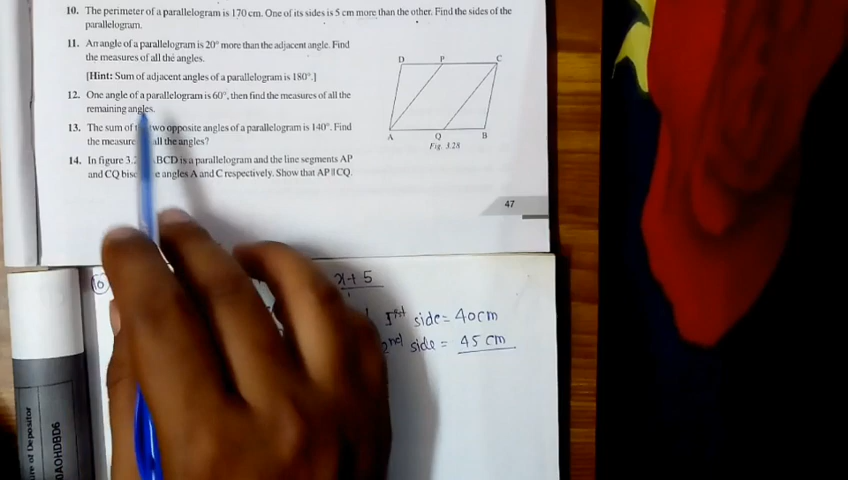 10. The perimeter of a parallelogram is 170 cm. One of its sides is 5 cm more than the other. Find the sides of the
parallelogram.
11. An angle of a parallelogram is 20° more than the adjacent angle. Find
the measures of all the angles.
[Hint: Sum of adjacent angles of a parallelogram is 180°.]
12. One angle of a parallelogram is 60°, then find the measures of all the
remaining angles.
13. The sum of two opposite angles of a parallelogram is 140°. Find
the measure all the angles?
14. In figure 3. BCD is a parallelogram and the line segments AP
and CQ angles A and C respectively. Show that AP || CQ.
D P C
A Q B
Fig. 3.28
47
10
x+5
Ist side = 40cm
2nd side = 45 cm
re of Depositor
0AOHDBD6